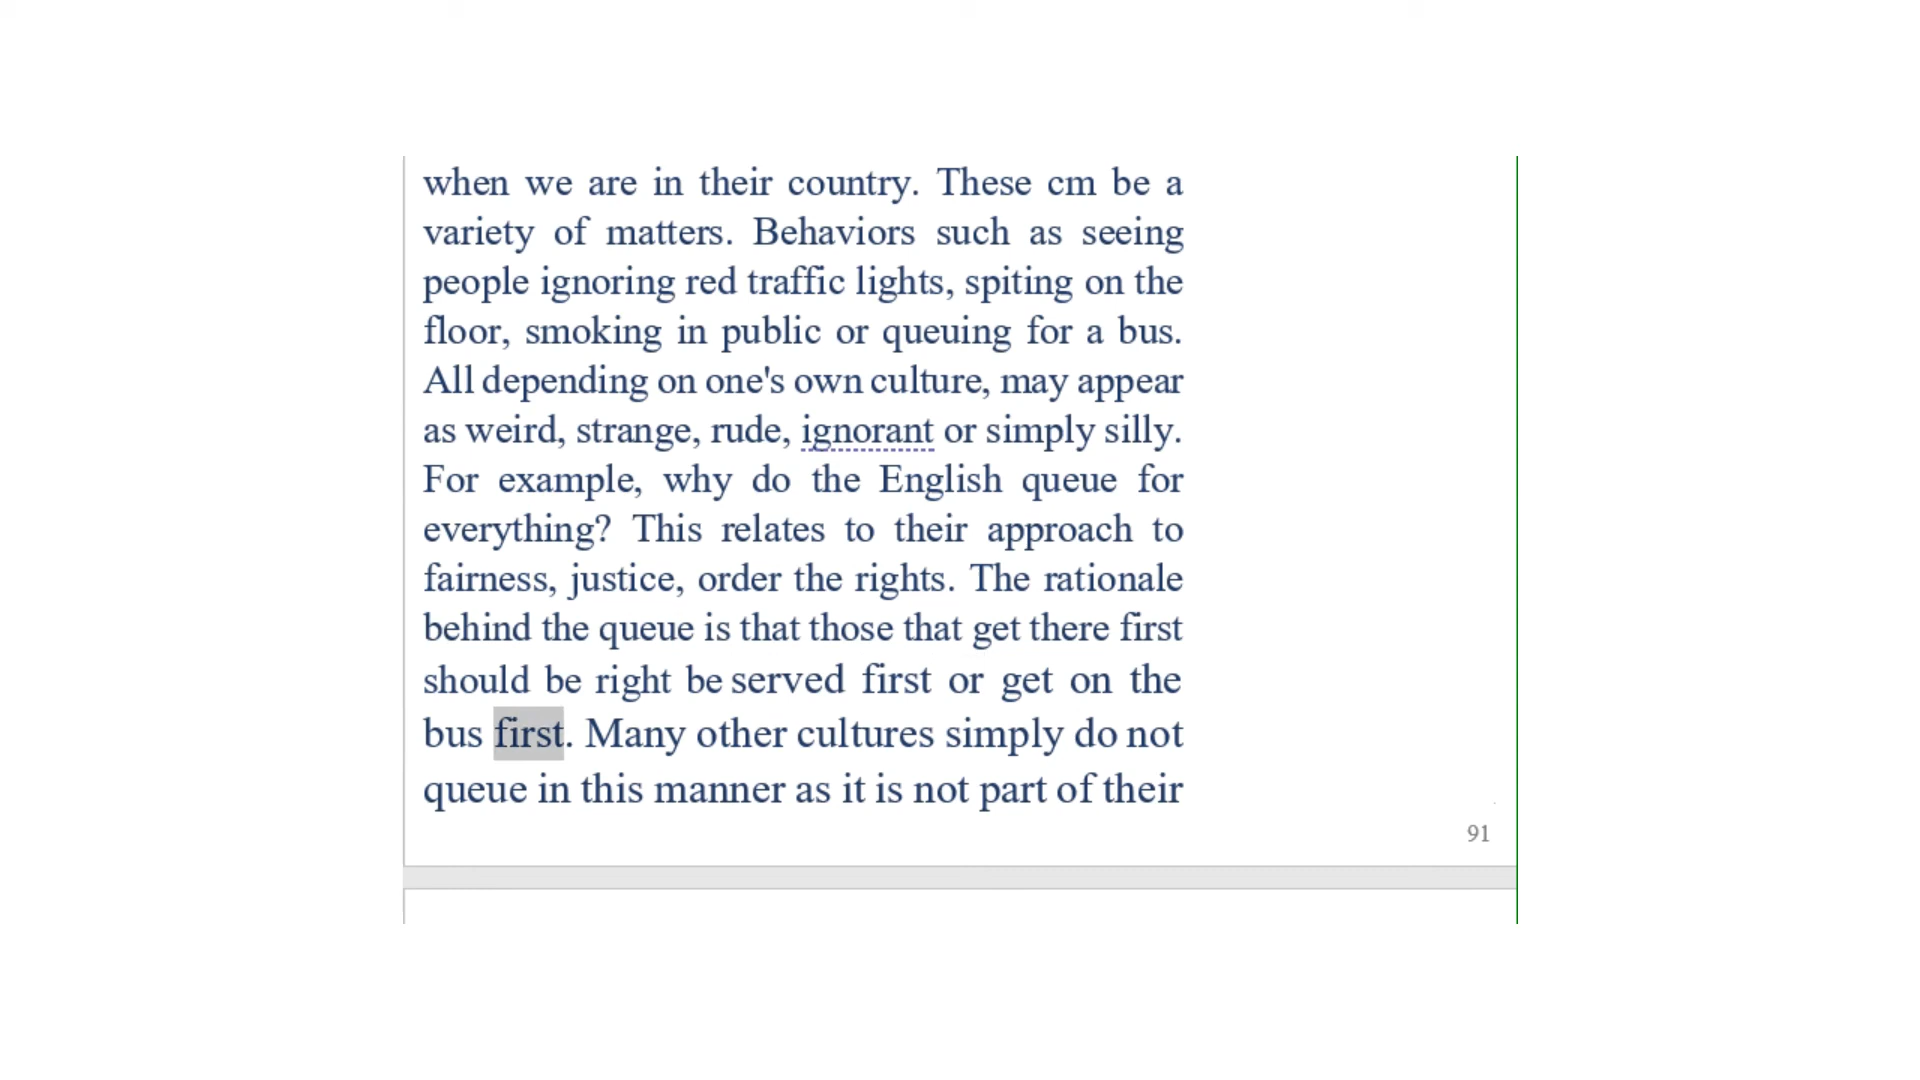 when we are in their country. These cm be a
variety of matters. Behaviors such as seeing
people ignoring red traffic lights, spiting on the
floor, smoking in public or queuing for a bus.
All depending on one's own culture, may appear
as weird, strange, rude, ignorant or simply silly.
For example, why do the English queue for
everything? This relates to their approach to
fairness, justice, order the rights. The rationale
behind the queue is that those that get there first
should be right be served first or get on the
bus first. Many other cultures simply do not
queue in this manner as it is not part of their
91